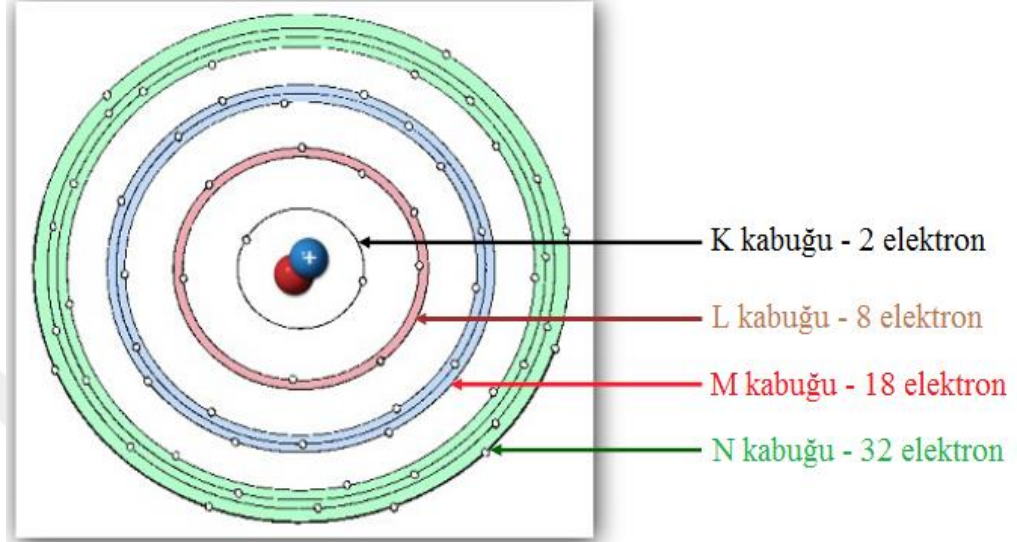 +
K kabuğu - 2 elektron
L kabuğu - 8 elektron
M kabuğu - 18 elektron
N kabuğu - 32 elektron